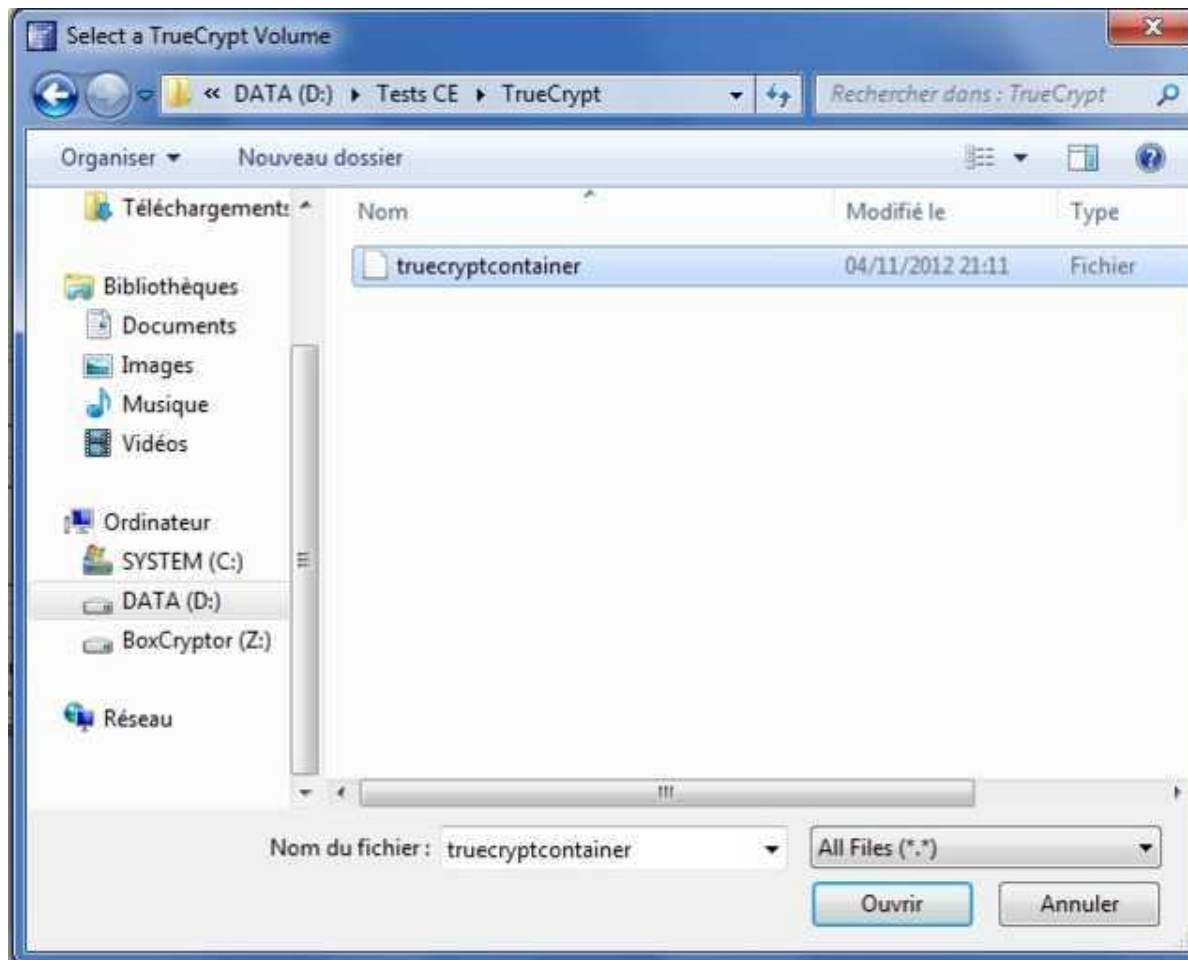 Select a TrueCrypt Volume
« DATA (D:) ▸ Tests CE ▸ TrueCrypt
Rechercher dans : TrueCrypt
Organiser Nouveau dossier
Téléchargements
Nom Modifié le Type
truecryptcontainer 04/11/2012 21:11 Fichier
Bibliothèques
Documents
Images
Musique
Vidéos
Ordinateur
SYSTEM (C:)
DATA (D:)
BoxCryptor (Z:)
Réseau
Nom du fichier : truecryptcontainer All Files (*.*)
Ouvrir Annuler